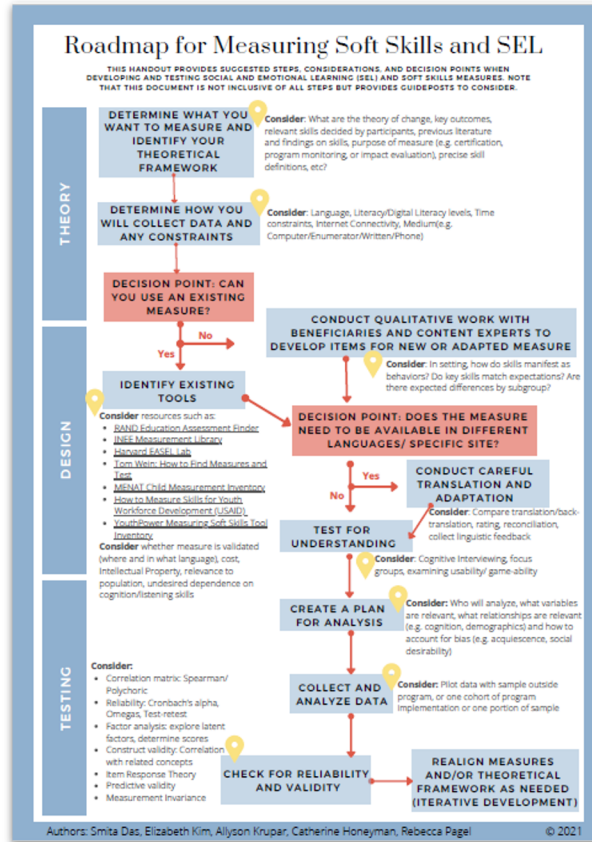 Roadmap for Measuring Soft Skills and SEL
THIS HANDOUT PROVIDES SUGGESTED STEPS, CONSIDERATIONS, AND DECISION POINTS WHEN
DEVELOPING AND TESTING SOCIAL AND EMOTIONAL LEARNING (SEL) AND SOFT SKILLS MEASURES. NOTE
THAT THIS DOCUMENT IS NOT INCLUSIVE OF ALL STEPS BUT PROVIDES GUIDEPOSTS TO CONSIDER.
THEORY
DETERMINE WHAT YOU
WANT TO MEASURE AND
IDENTIFY YOUR
THEORETICAL
FRAMEWORK
Consider: What are the theory of change, key outcomes,
relevant skills decided by participants, previous literature
and findings on skills, purpose of measure (e.g. certification,
program monitoring, or impact evaluation), precise skill
definitions, etc?
DETERMINE HOW YOU
WILL COLLECT DATA AND
ANY CONSTRAINTS
Consider: Language, Literacy/Digital Literacy levels, Time
constraints, Internet Connectivity, Medium(e.g.
Computer/Enumerator/Written/Phone)
DECISION POINT: CAN
YOU USE AN EXISTING
MEASURE?
No
Yes
DESIGN
CONDUCT QUALITATIVE WORK WITH
BENEFICIARIES AND CONTENT EXPERTS TO
DEVELOP ITEMS FOR NEW OR ADAPTED MEASURE
Consider: In setting, how do skills manifest as
behaviors? Do key skills match expectations? Are
there expected differences by subgroup?
IDENTIFY EXISTING
TOOLS
Consider resources such as:
• RAND Education Assessment Finder
• INEE Measurement Library
• Harvard EASEL Lab
• Tom Wein: How to Find Measures and
Test
• MENAT Child Measurement Inventory
• How to Measure Skills for Youth
Workforce Development (USAID)
• YouthPower Measuring Soft Skills Tool
Inventory
Consider whether measure is validated
(where and in what language), cost,
Intellectual Property, relevance to
population, undesired dependence on
cognition/listening skills
DECISION POINT: DOES THE MEASURE
NEED TO BE AVAILABLE IN DIFFERENT
LANGUAGES/ SPECIFIC SITE?
Yes
No
CONDUCT CAREFUL
TRANSLATION AND
ADAPTATION
Consider: Compare translation/back-
translation, rating, reconciliation,
collect linguistic feedback
TEST FOR
UNDERSTANDING
Consider: Cognitive Interviewing, focus
groups, examining usability/ game-ability
CREATE A PLAN
FOR ANALYSIS
Consider: Who will analyze, what variables
are relevant, what relationships are relevant
(e.g. cognition, demographics) and how to
account for bias (e.g. acquiescence, social
desirability)
TESTING
COLLECT AND
ANALYZE DATA
Consider: Pilot data with sample outside
program, or one cohort of program
implementation or one portion of sample
Consider:
• Correlation matrix: Spearman/
Polychoric
• Reliability: Cronbach's alpha,
Omegas, Test-retest
• Factor analysis: explore latent
factors, determine scores
• Construct validity: Correlation
with related concepts
• Item Response Theory
• Predictive validity
• Measurement Invariance
CHECK FOR RELIABILITY
AND VALIDITY
REALIGN MEASURES
AND/OR THEORETICAL
FRAMEWORK AS NEEDED
(ITERATIVE DEVELOPMENT)
Authors: Smita Das, Elizabeth Kim, Allyson Krupar, Catherine Honeyman, Rebecca Pagel
© 2021